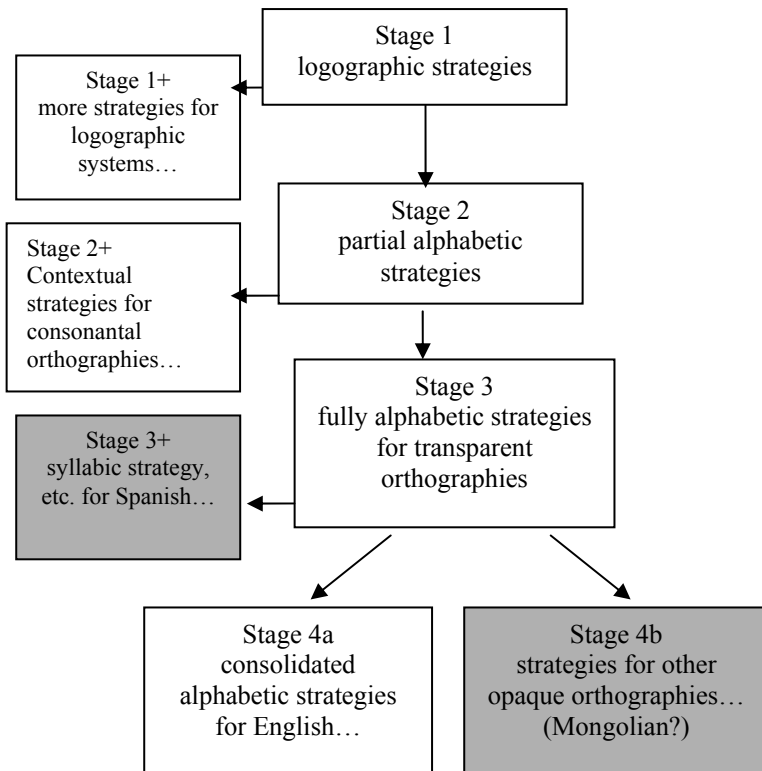 Stage 1
logographic strategies
Stage 1+
more strategies for
logographic
systems…
Stage 2
partial alphabetic
strategies
Stage 2+
Contextual
strategies for
consonantal
orthographies…
Stage 3
fully alphabetic strategies
for transparent
orthographies
Stage 3+
syllabic strategy,
etc. for Spanish…
Stage 4a
consolidated
alphabetic strategies
for English…
Stage 4b
strategies for other
opaque orthographies…
(Mongolian?)